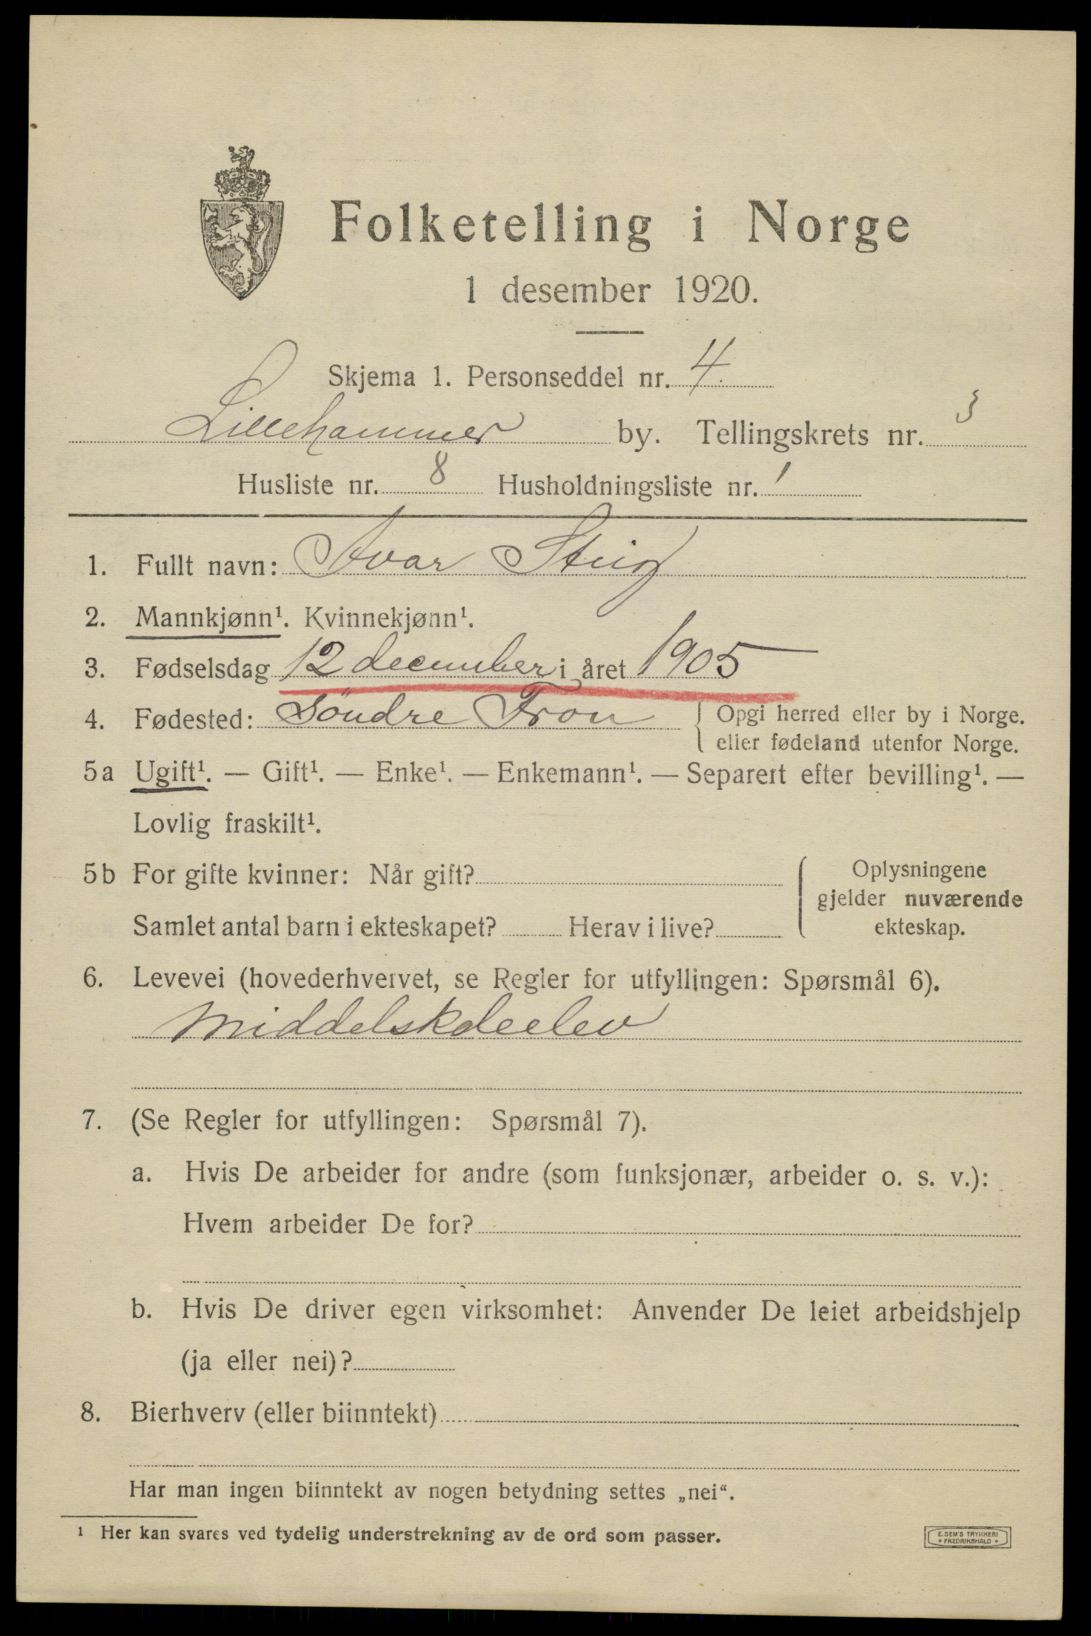 Folketelling i Norge
1 desember 1920.
Skjema 1. Personseddel nr. 4.
Lillehammer by. Tellingskrets nr. 3
Husliste nr. 8 Husholdningsliste nr. 1
1. Fullt navn: Ivar Stuig
2. Mannkjønn¹. Kvinnekjønn¹.
3. Fødselsdag 12 december i året 1905
4. Fødested: Söndre Fron { Opgi herred eller by i Norge.
eller fødeland utenfor Norge.
5a Ugift¹. — Gift¹. — Enke¹. — Enkemann¹. — Separert efter bevilling¹. —
Lovlig fraskilt¹.
5b For gifte kvinner: Når gift? Oplysningene
gjelder nuværende
Samlet antal barn i ekteskapet? Herav i live? ekteskap.
6. Levevei (hovederhvervet, se Regler for utfyllingen: Spørsmål 6).
Middelskoleelev
7. (Se Regler for utfyllingen: Spørsmål 7).
a. Hvis De arbeider for andre (som funksjonær, arbeider o. s. v.):
Hvem arbeider De for?
b. Hvis De driver egen virksomhet: Anvender De leiet arbeidshjelp
(ja eller nei)?
8. Bierhverv (eller biinntekt)
Har man ingen biinntekt av nogen betydning settes „nei“.
¹ Her kan svares ved tydelig understrekning av de ord som passer.
E. SEM'S TRYKKERI
FREDRIKSHALD